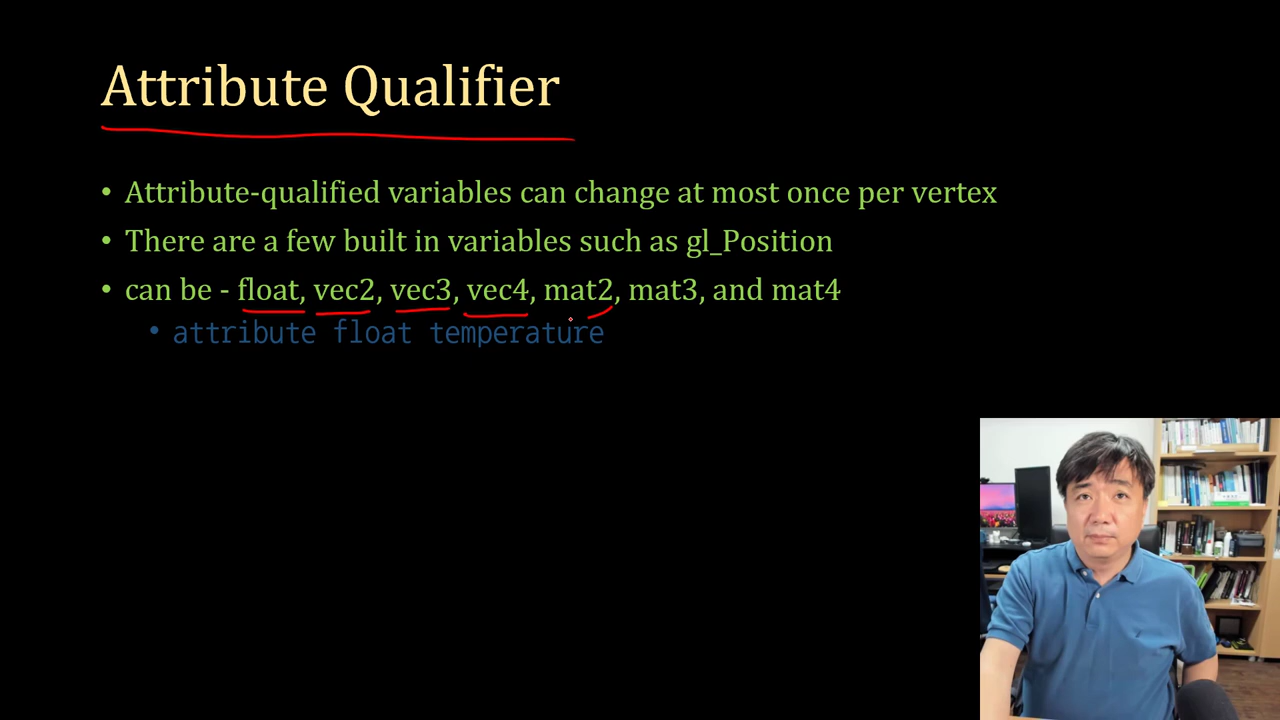 Attribute Qualifier
• Attribute-qualified variables can change at most once per vertex
• There are a few built in variables such as gl_Position
• can be - float, vec2, vec3, vec4, mat2, mat3, and mat4
• attribute float temperature